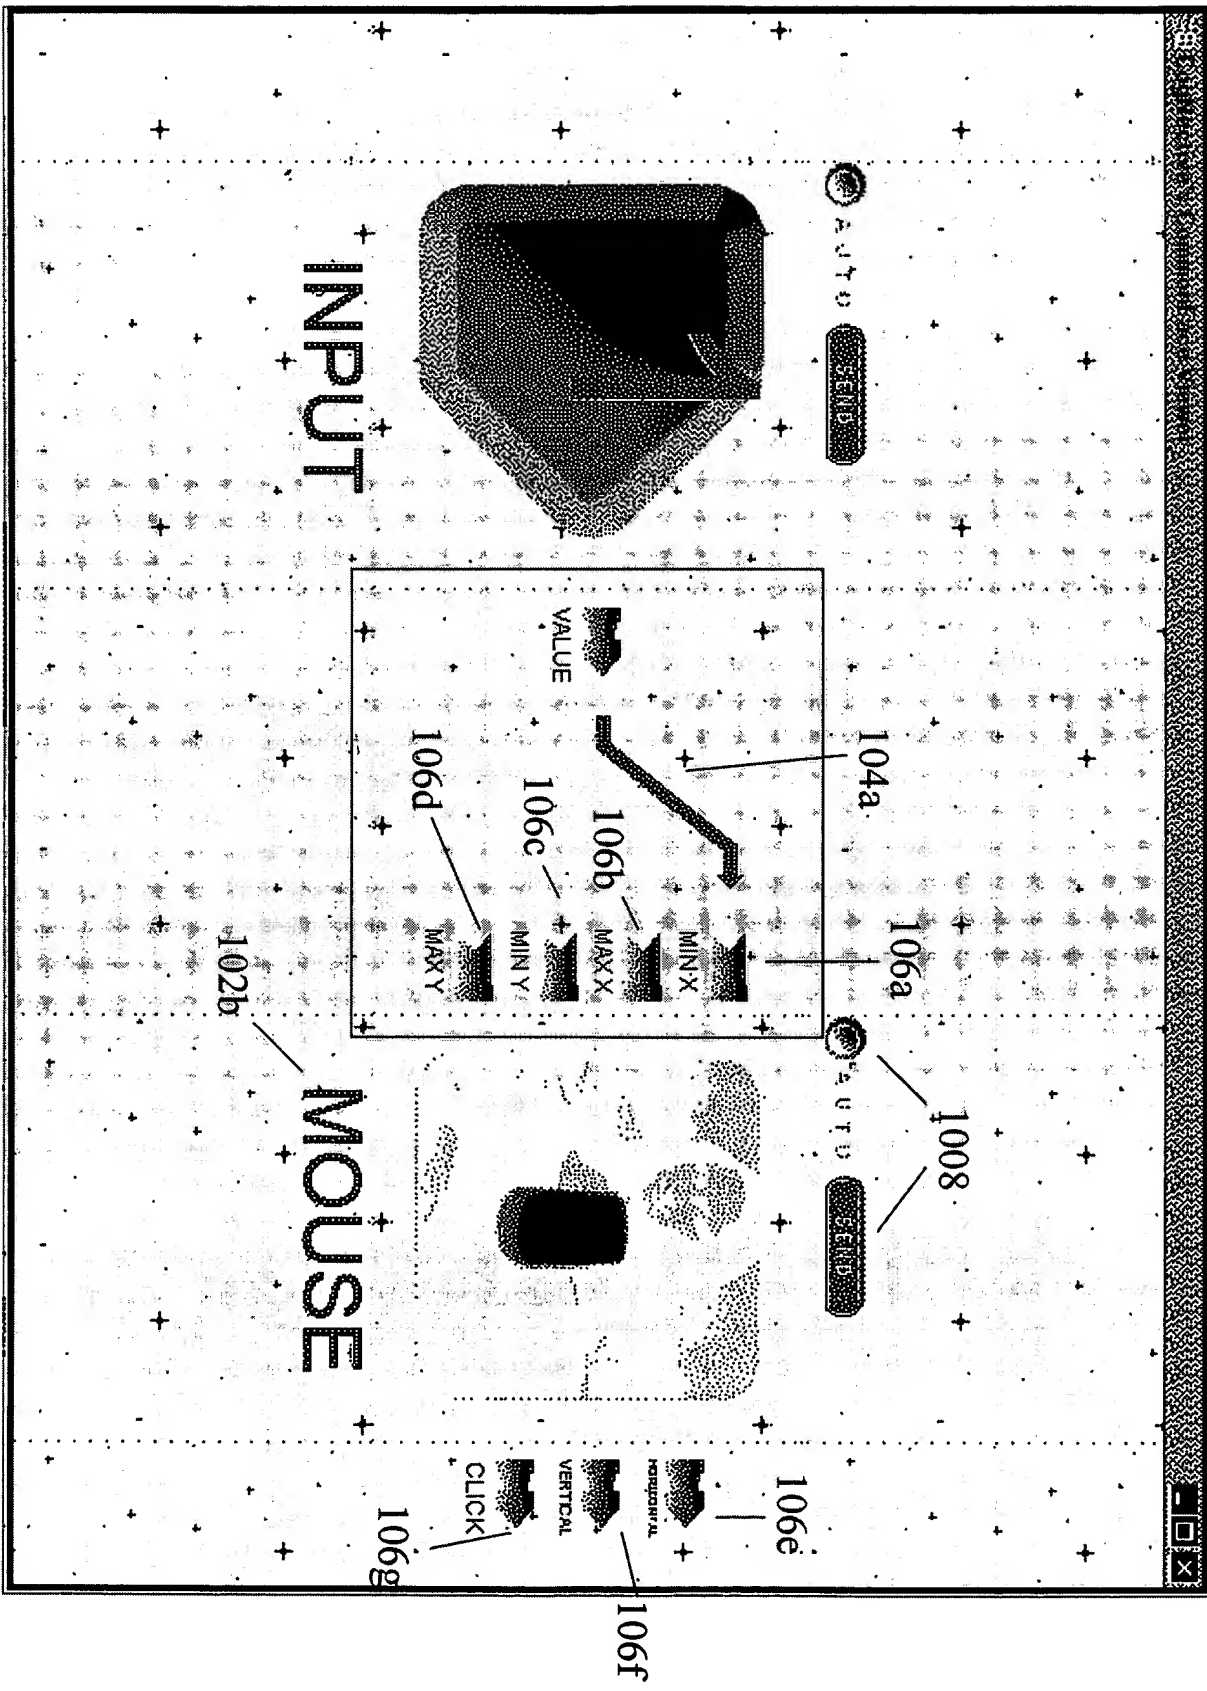 AUTO SEND
INPUT
VALUE
104a
106a
MIN X
106b
MAX X
106c
MIN Y
106d
MAX Y
1008
AUTO SEND
102b
MOUSE
106e
HORIZONTAL
106f
VERTICAL
106g
CLICK